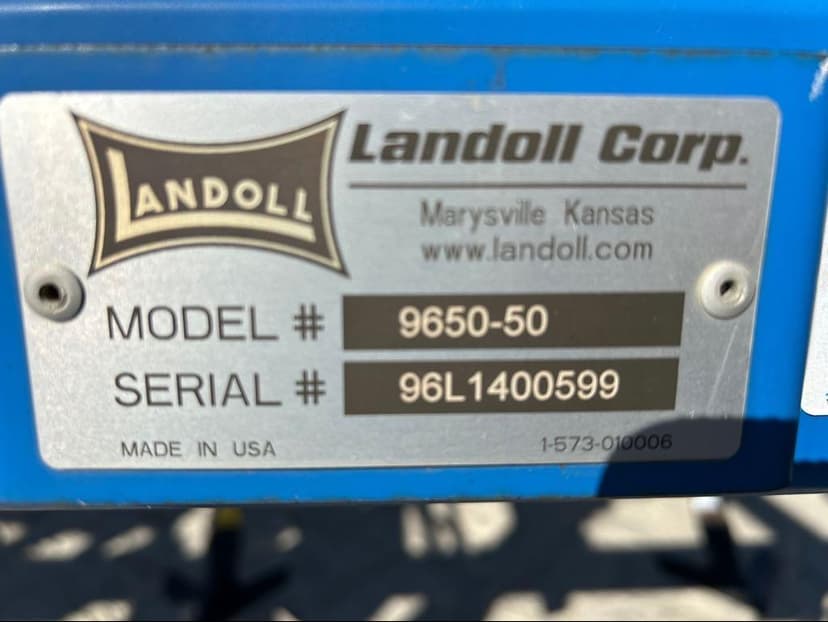 LANDOLL
Landoll Corp.
Marysville Kansas
www.landoll.com
MODEL # 9650-50
SERIAL # 96L1400599
MADE IN USA
1-573-010006